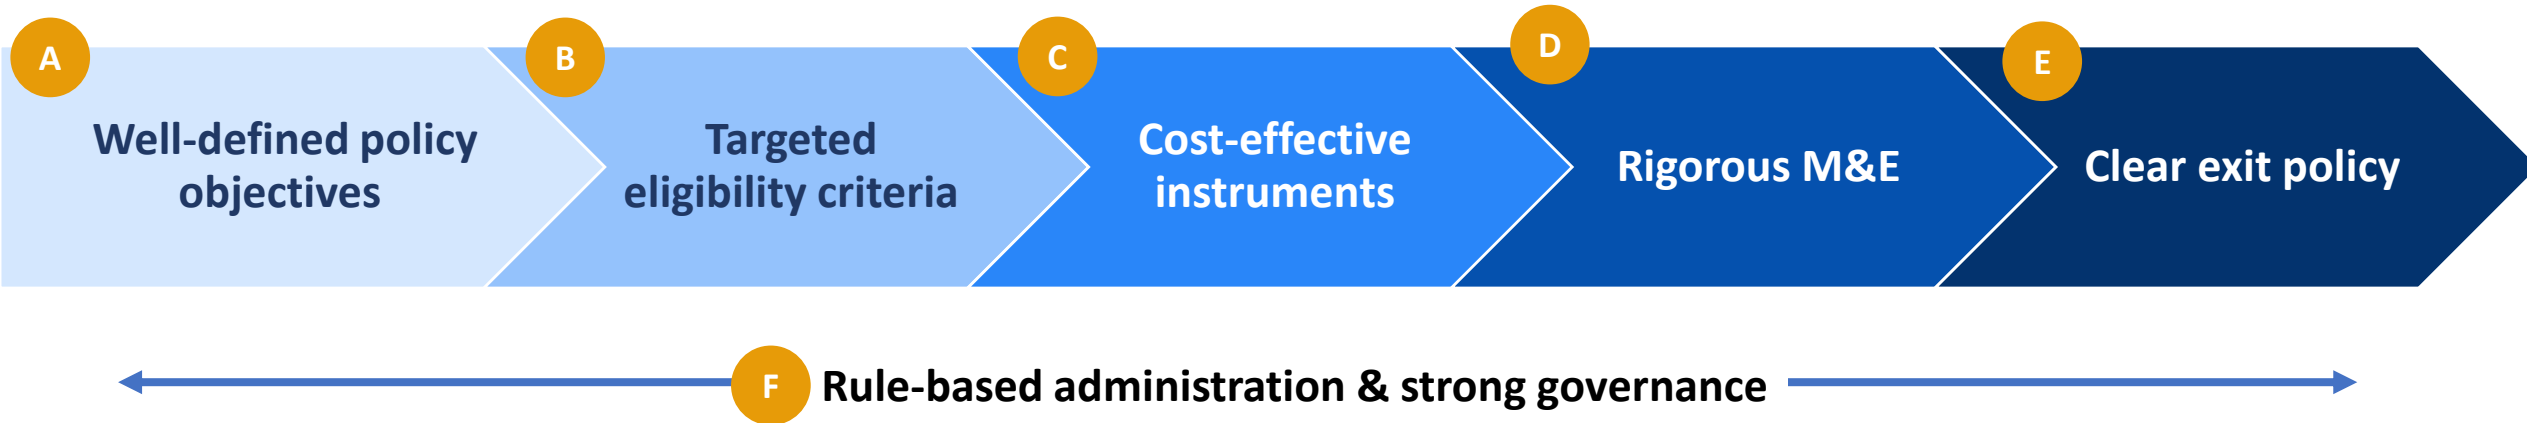 A
Well-defined policy
objectives
B
Targeted
eligibility criteria
C
Cost-effective
instruments
D
Rigorous M&E
E
Clear exit policy
F
Rule-based administration & strong governance